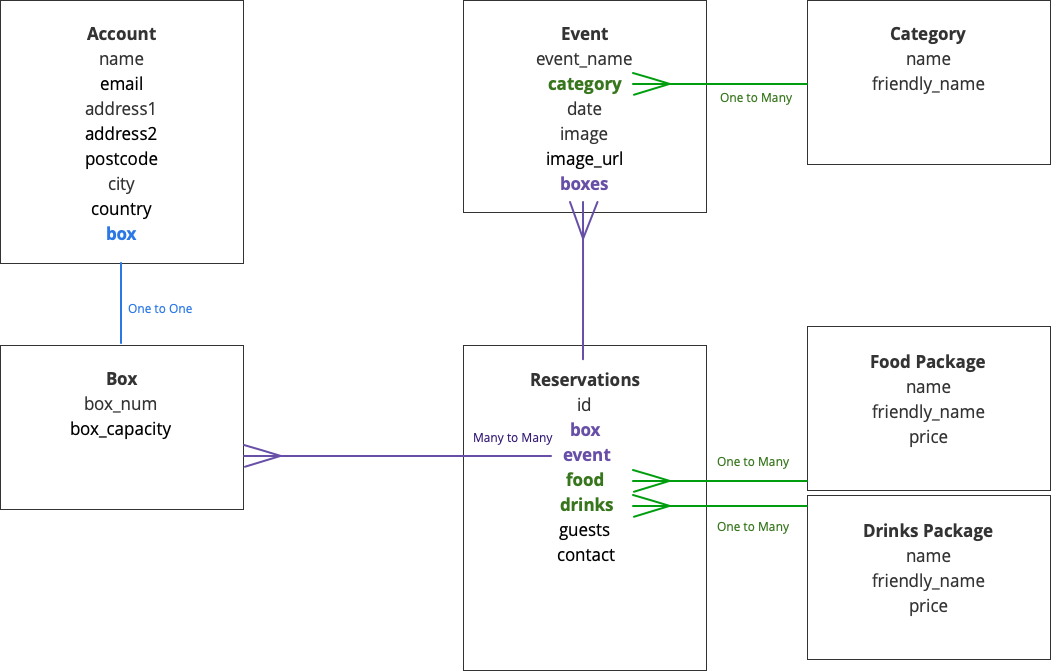 Account
name
email
address1
address2
postcode
city
country
box
One to One
Box
box_num
box_capacity
Event
event_name
category
date
image
image_url
boxes
One to Many
Category
name
friendly_name
Many to Many
Reservations
id
box
event
food
drinks
guests
contact
One to Many
One to Many
Food Package
name
friendly_name
price
Drinks Package
name
friendly_name
price